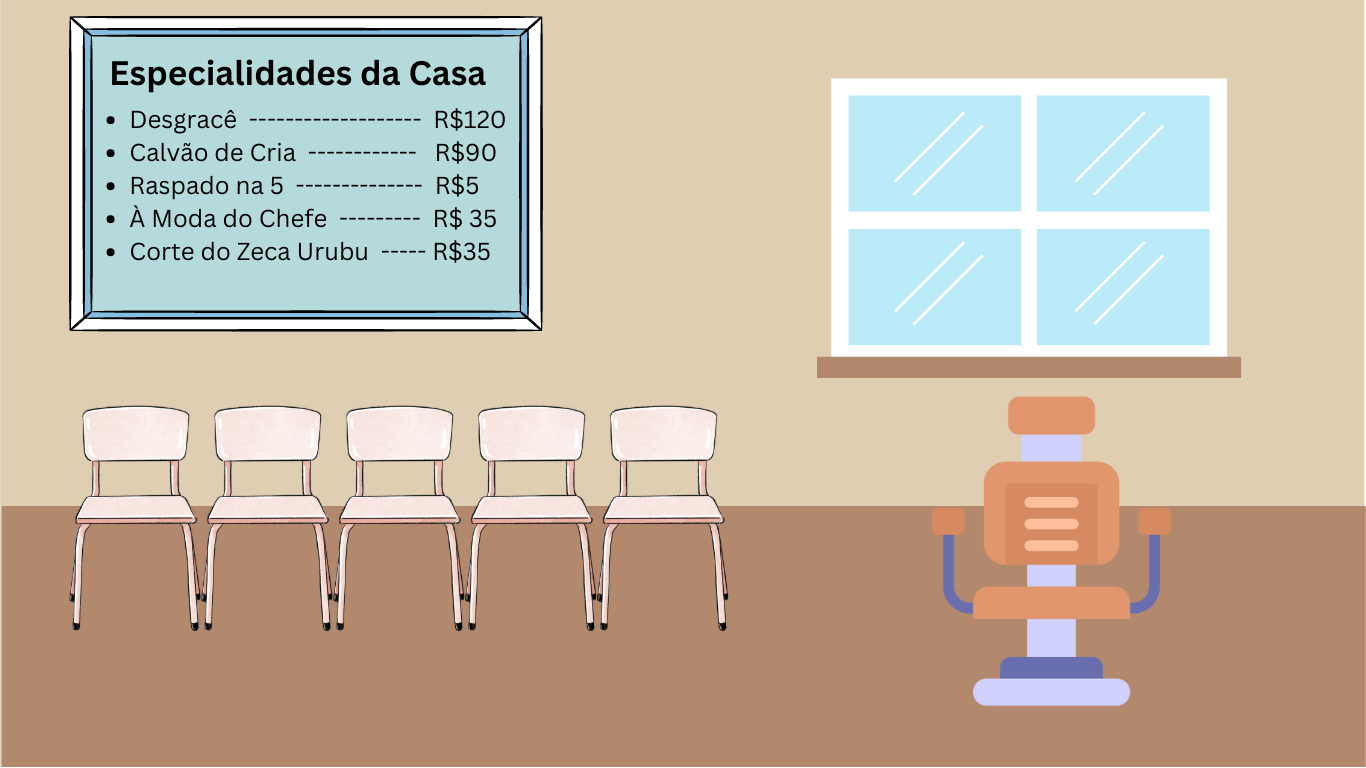 Especialidades da Casa
• Desgracê ------------------- R$120
• Calvão de Cria ------------ R$90
• Raspado na 5 -------------- R$5
• À Moda do Chefe --------- R$ 35
• Corte do Zeca Urubu ----- R$35